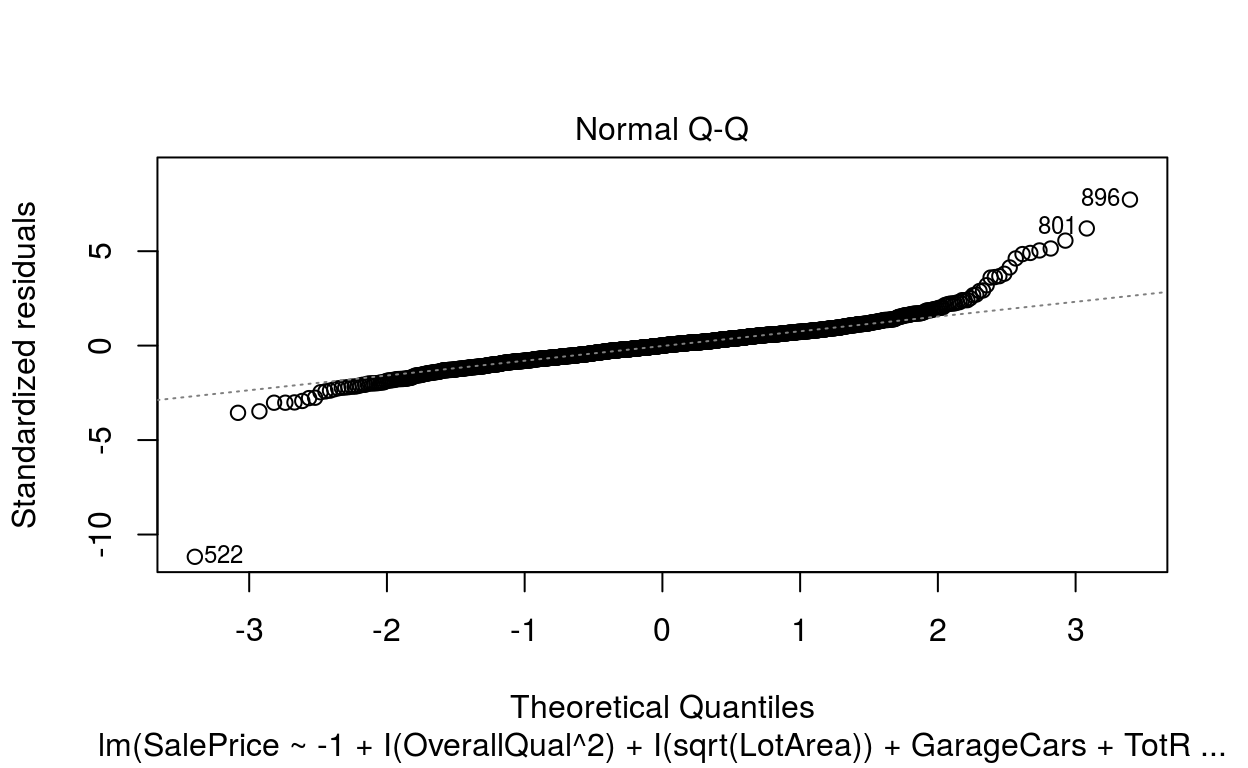 Normal Q-Q
Standardized residuals
5
0
-5
-10
896
801
522
-3 -2 -1 0 1 2 3
Theoretical Quantiles
lm(SalePrice ~ -1 + I(OverallQual^2) + I(sqrt(LotArea)) + GarageCars + TotR ...